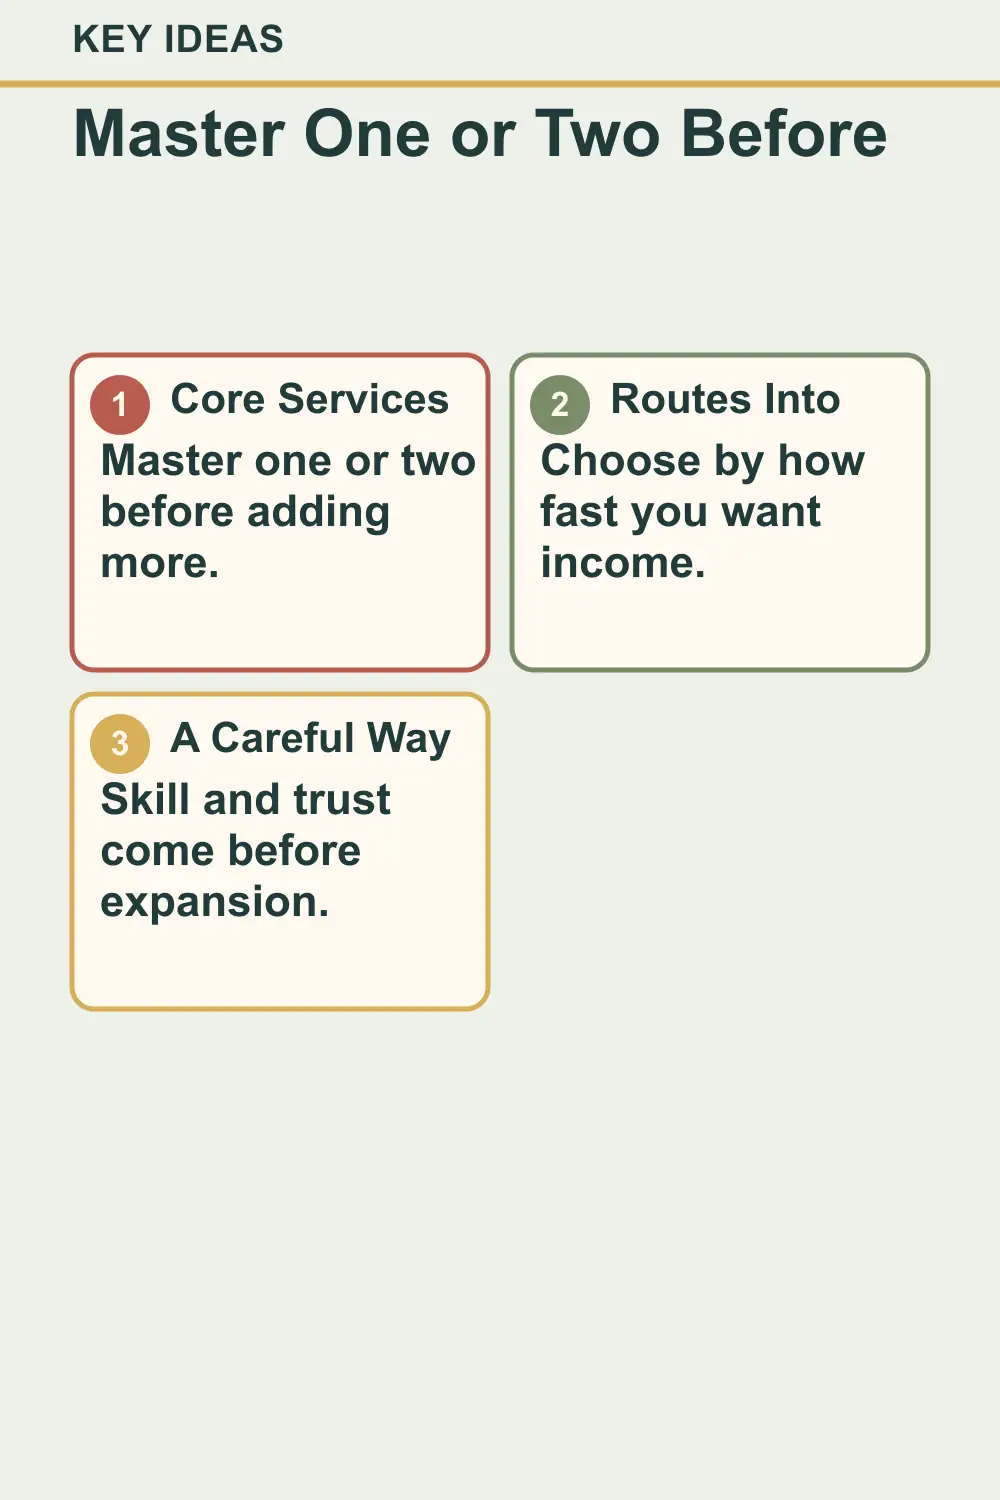 KEY IDEAS
Master One or Two Before
1 Core Services
Master one or two
before adding
more.
2 Routes Into
Choose by how
fast you want
income.
3 A Careful Way
Skill and trust
come before
expansion.